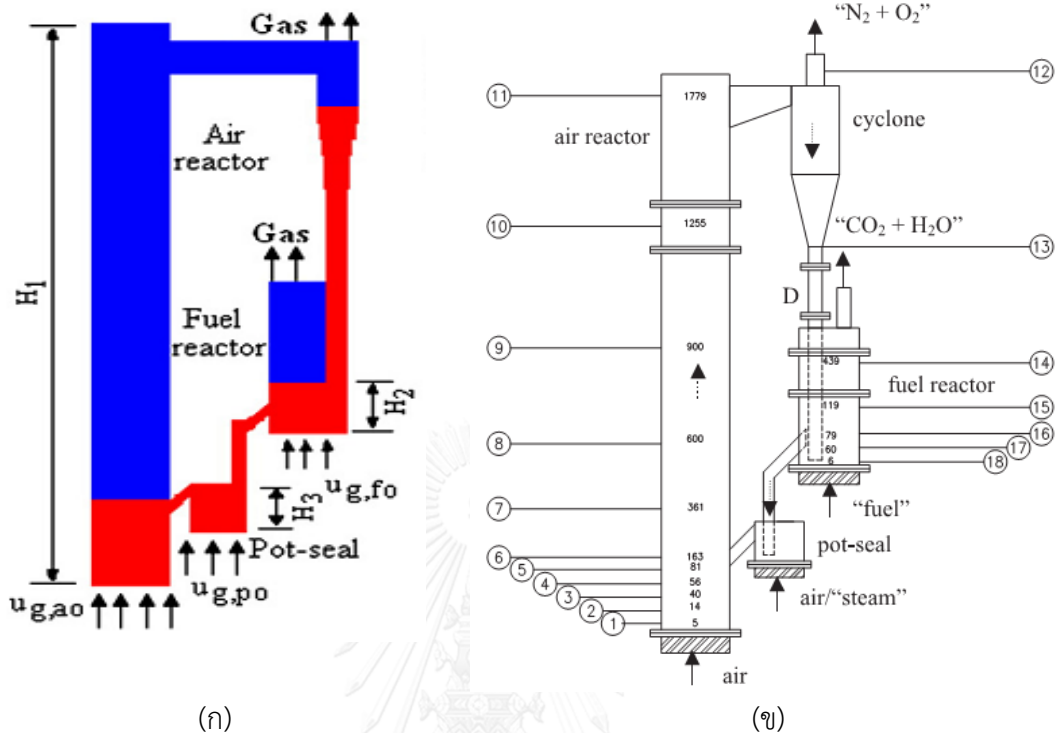 Gas
H1
Air
reactor
Gas
Fuel
reactor
H2
ug,fo
H3
Pot-seal
ug,po
ug,ao
(ก)
“N2 + O2”
12
11
1779
air reactor
cyclone
10
1255
“CO2 + H2O”
13
D
9
900
439
14
fuel reactor
119
15
8
600
79
16
60
17
6
18
7
361
“fuel”
pot-seal
6
163
5
81
4
56
3
40
2
14
1
5
air/“steam”
air
(ข)